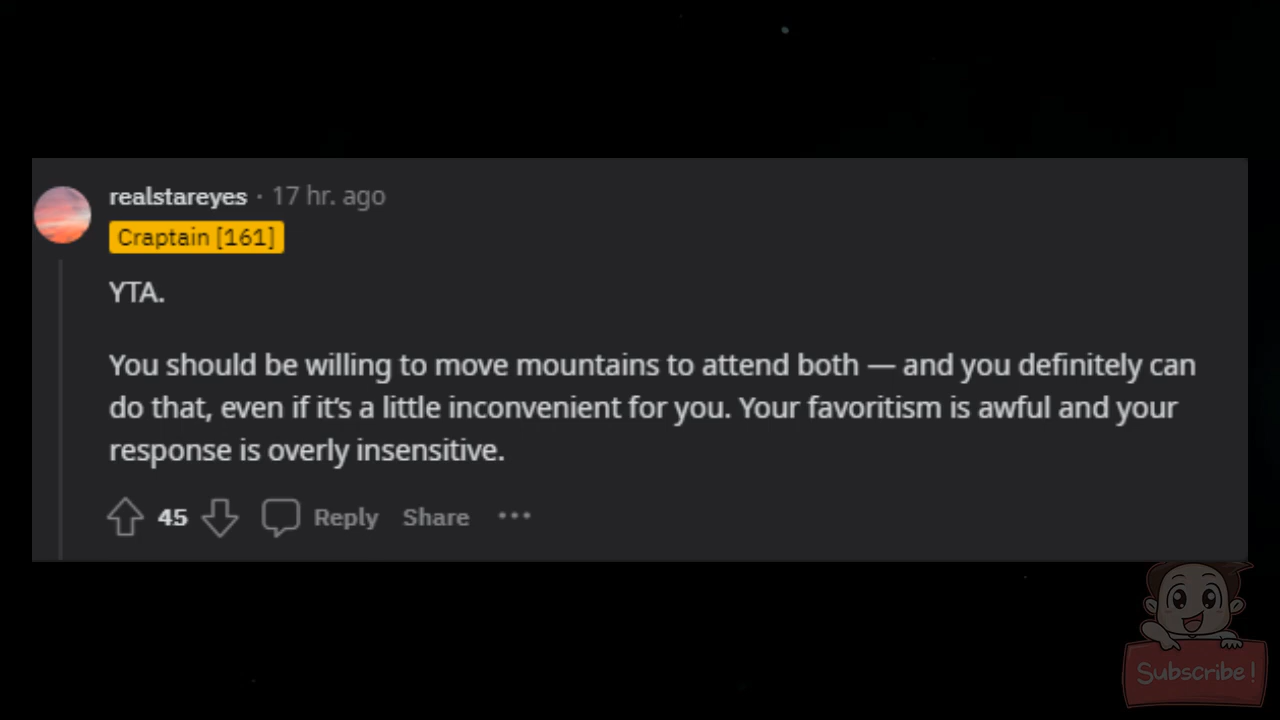 realstareyes · 17 hr. ago
Craptain [161]
YTA.
You should be willing to move mountains to attend both — and you definitely can
do that, even if it's a little inconvenient for you. Your favoritism is awful and your
response is overly insensitive.
45 Reply Share ···
Subscribe!